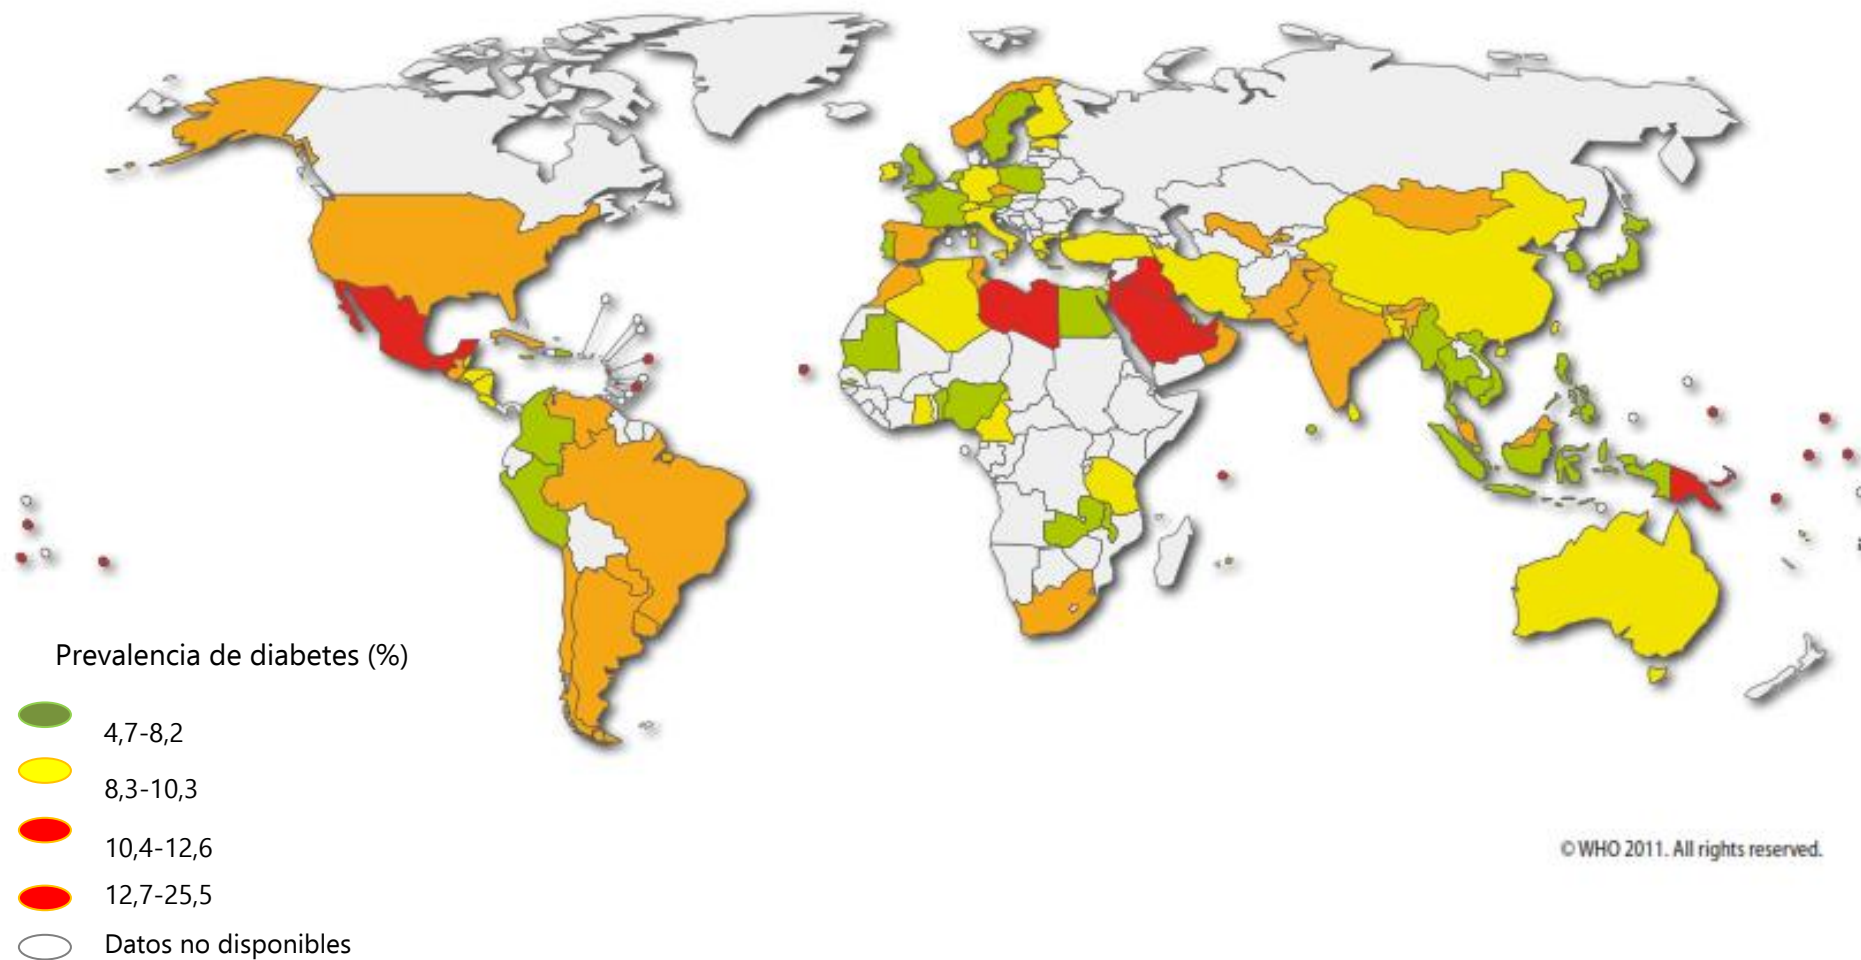 Prevalencia de diabetes (%)
4,7-8,2
8,3-10,3
10,4-12,6
© WHO 2011. All rights reserved.
12,7-25,5
Datos no disponibles